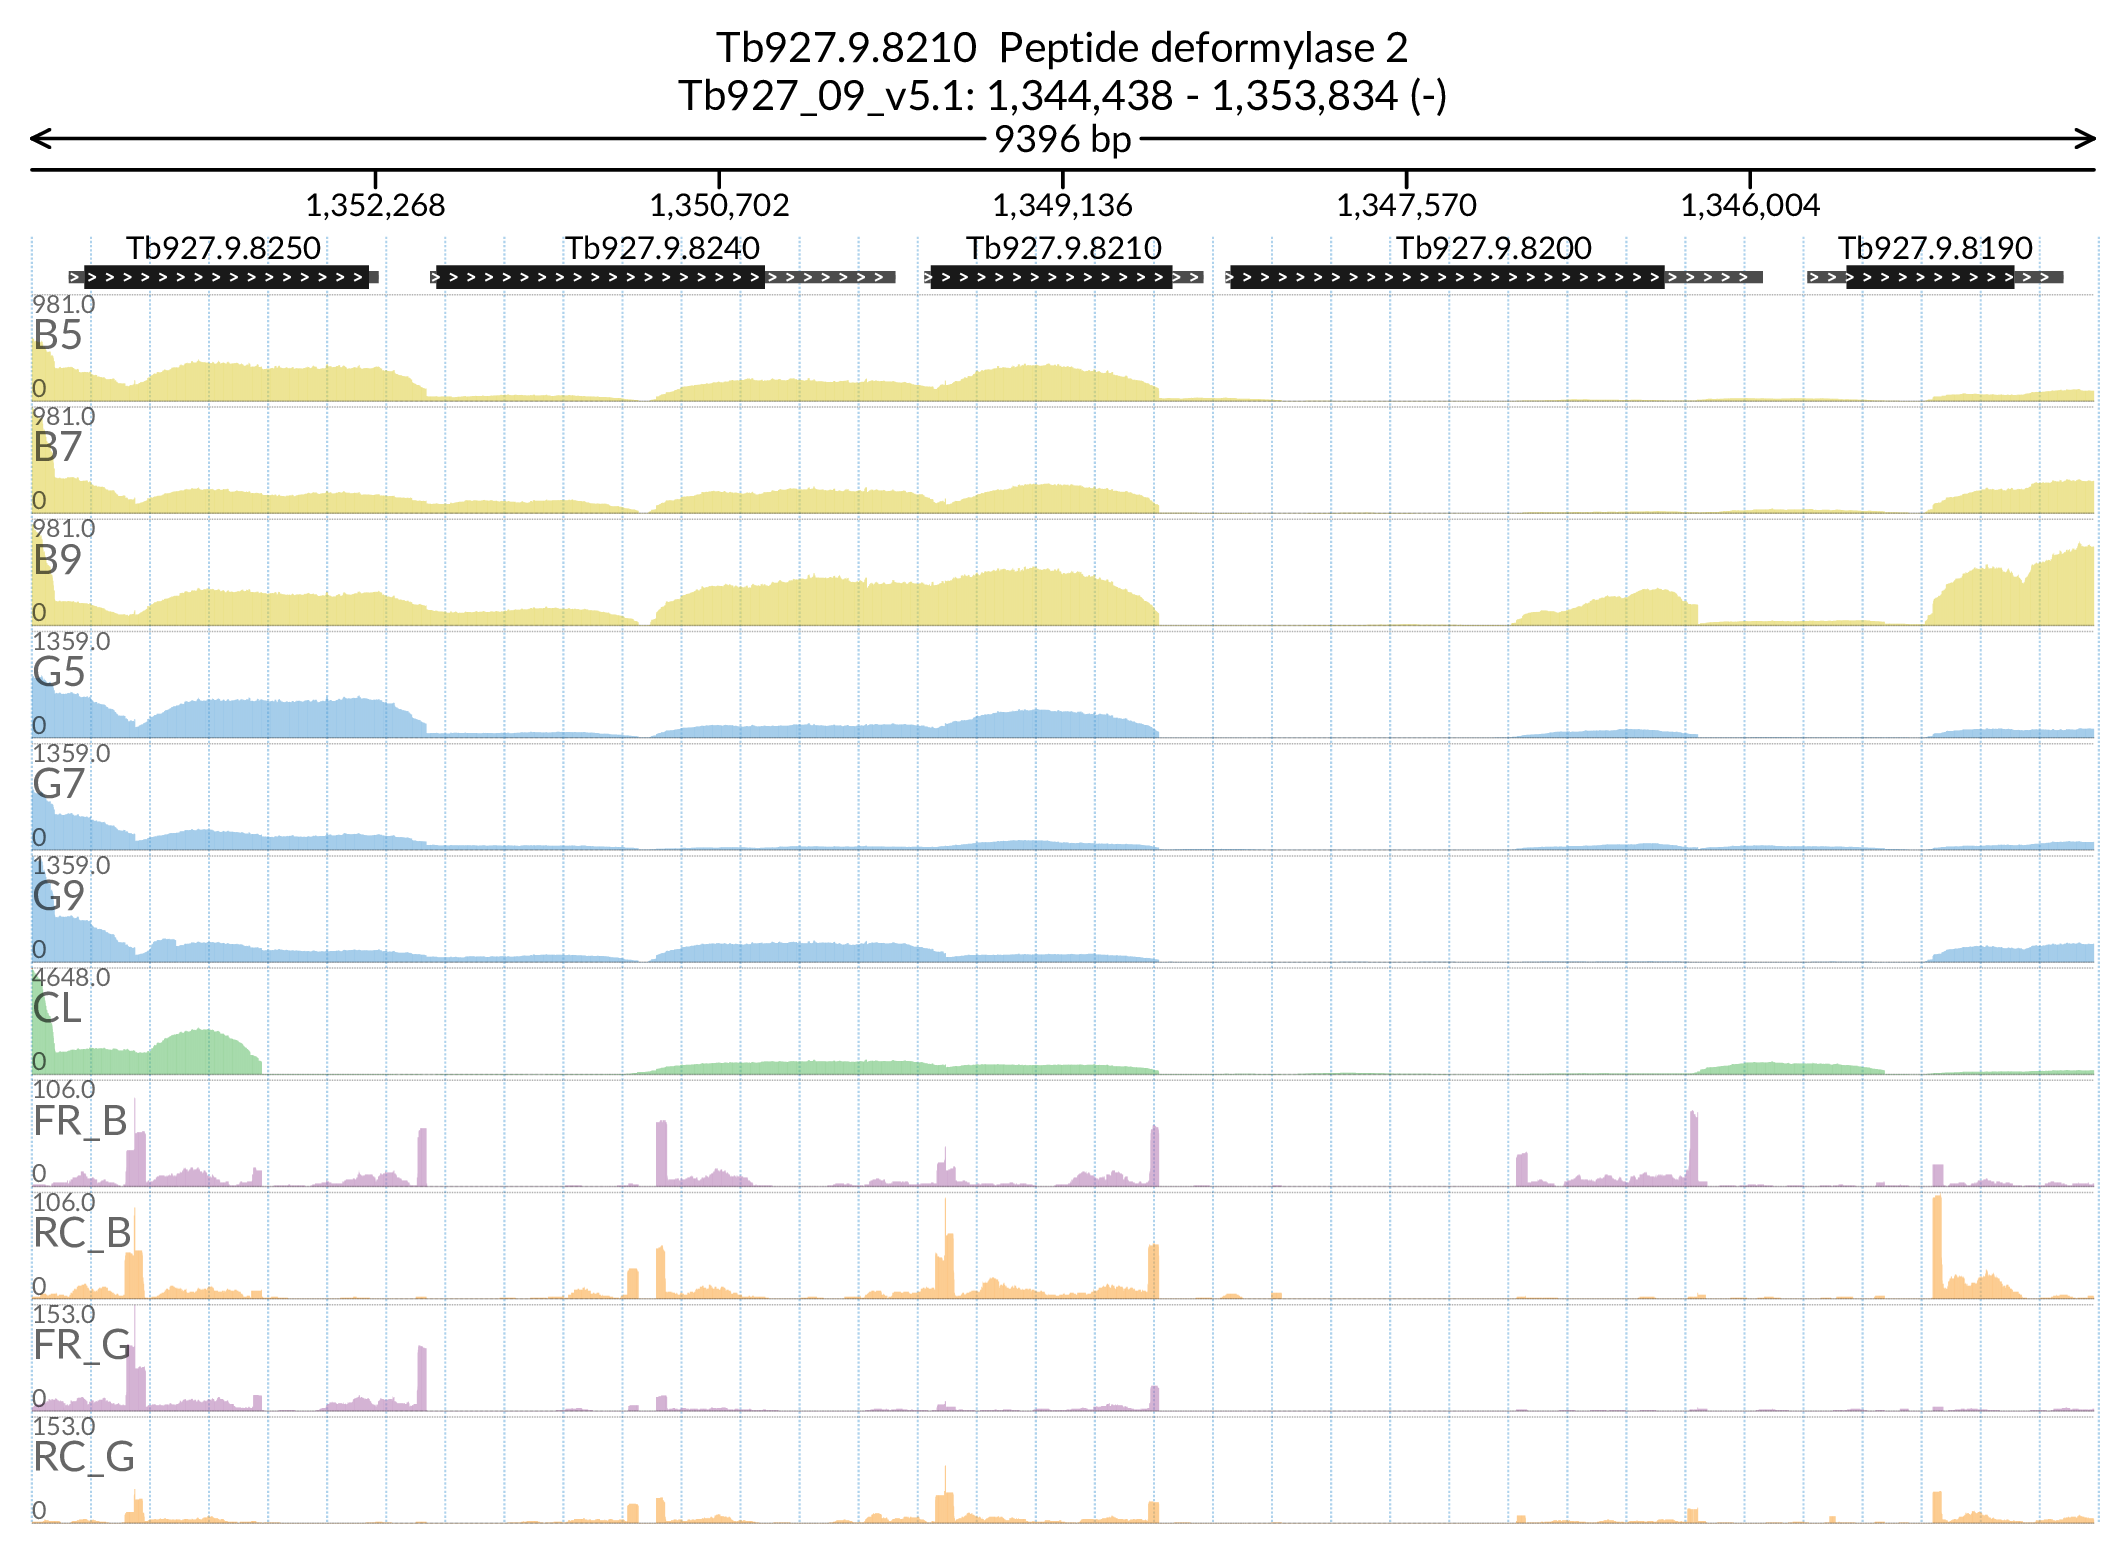 Tb927.9.8210  Peptide deformylase 2
Tb927_09_v5.1: 1,344,438 - 1,353,834 (-)
9396 bp
1,352,268 1,350,702 1,349,136 1,347,570 1,346,004
Tb927.9.8250 Tb927.9.8240 Tb927.9.8210 Tb927.9.8200 Tb927.9.8190
981.0
B5
0
981.0
B7
0
981.0
B9
0
1359.0
G5
0
1359.0
G7
0
1359.0
G9
0
4648.0
CL
0
106.0
FR_B
0
106.0
RC_B
0
153.0
FR_G
0
153.0
RC_G
0